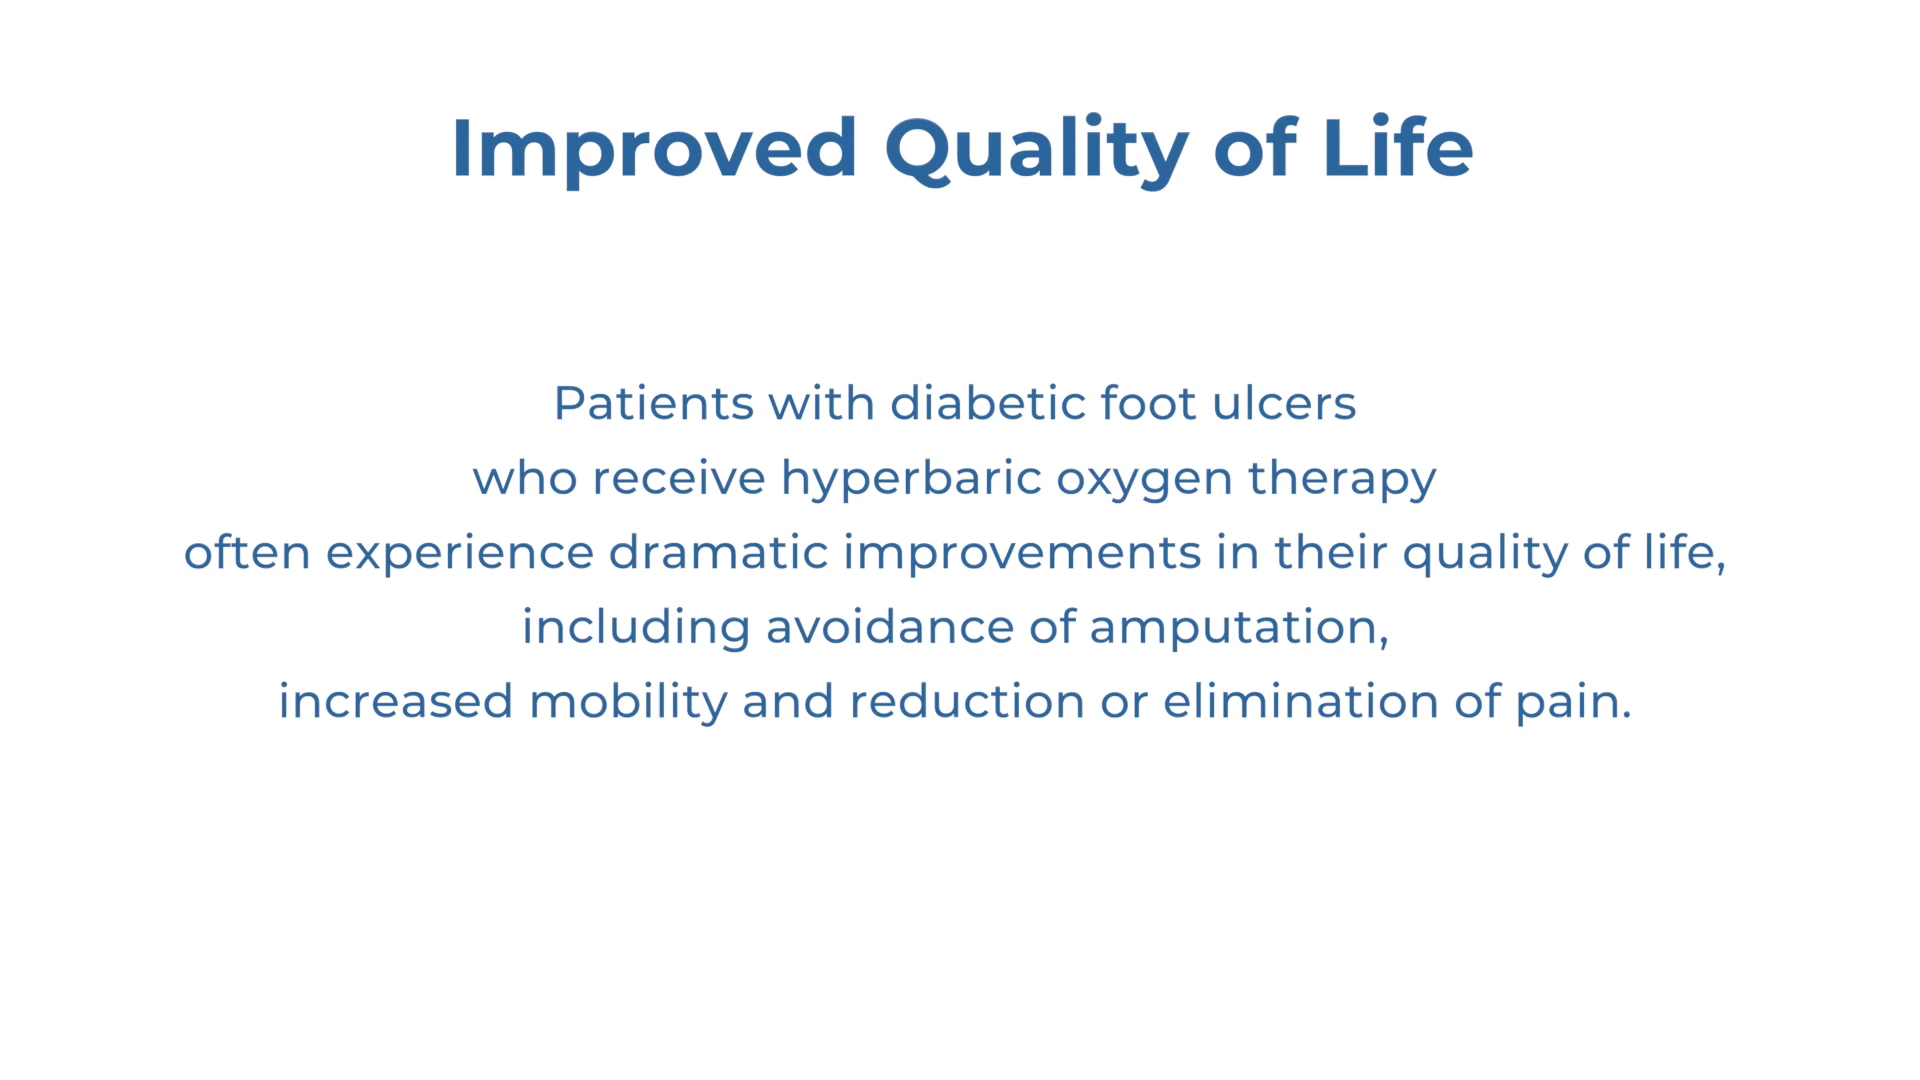 Improved Quality of Life
Patients with diabetic foot ulcers
who receive hyperbaric oxygen therapy
often experience dramatic improvements in their quality of life,
including avoidance of amputation,
increased mobility and reduction or elimination of pain.